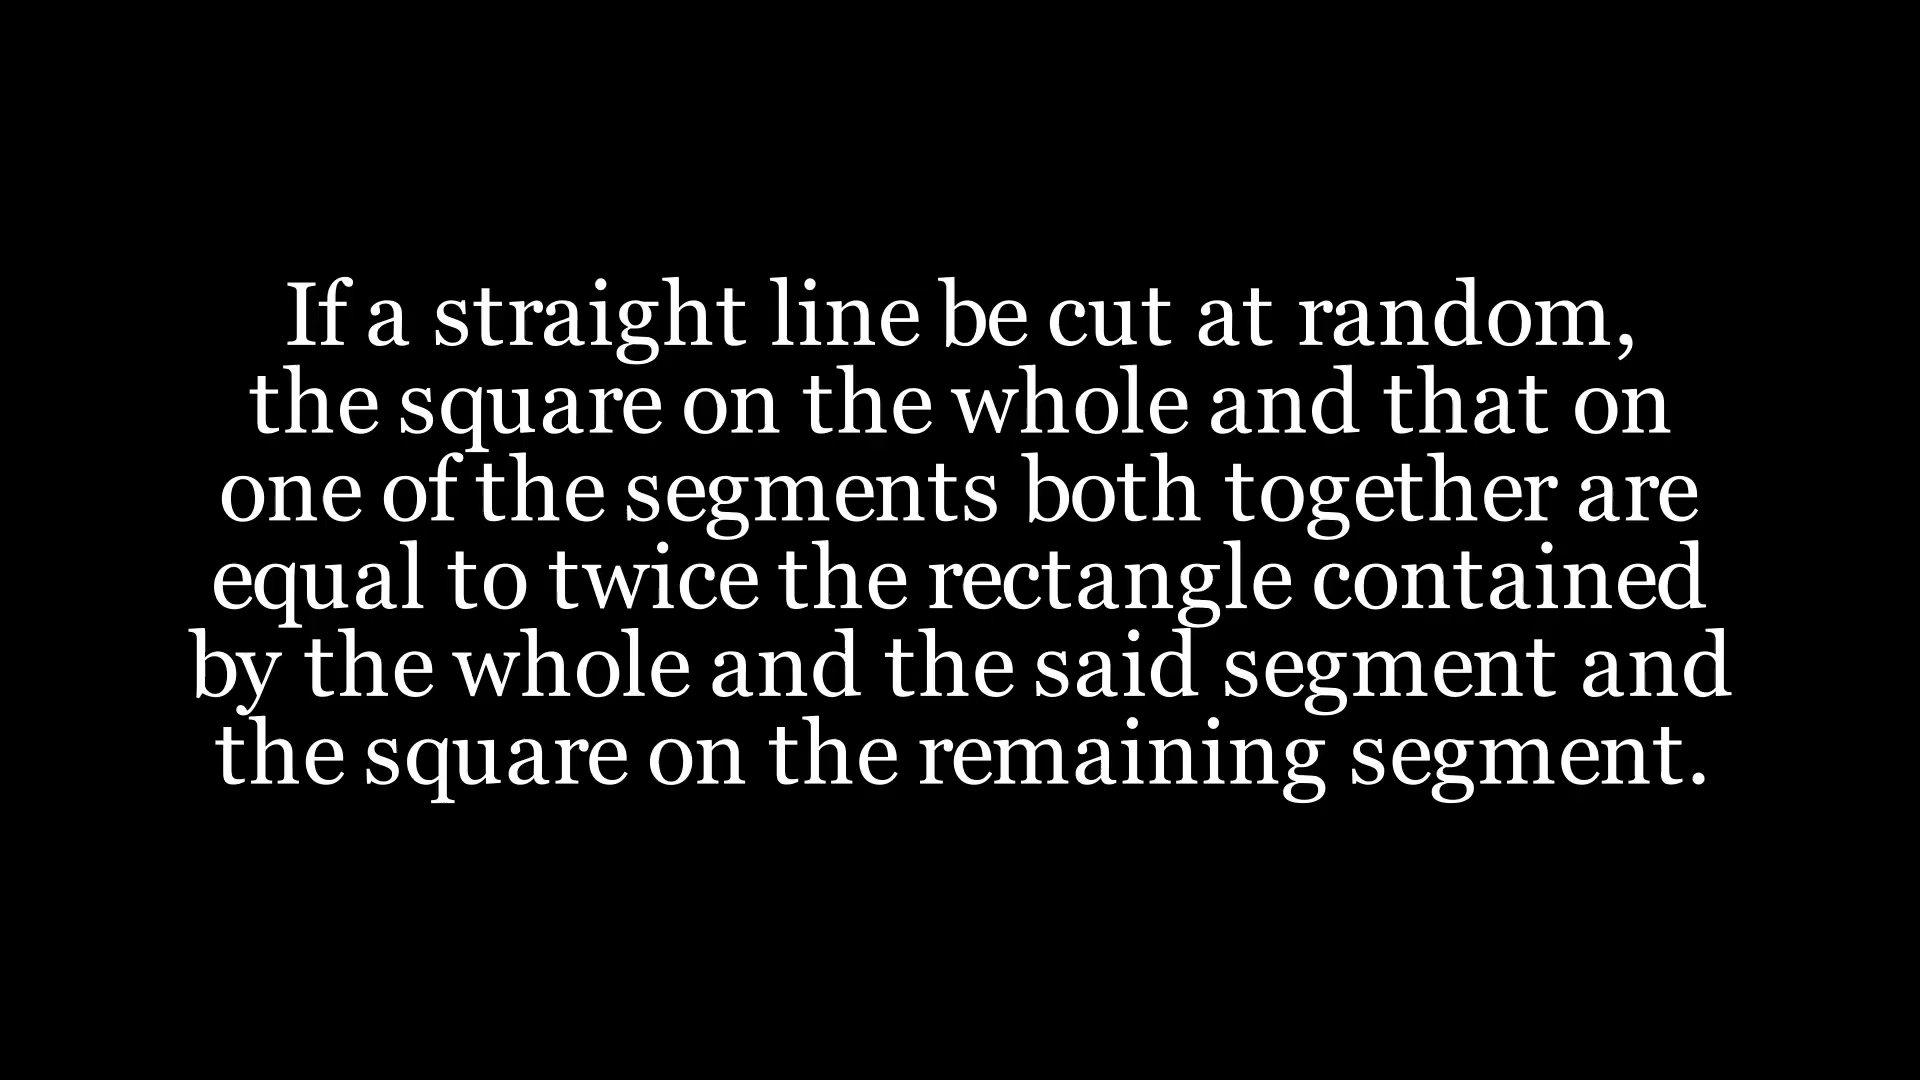 If a straight line be cut at random,
the square on the whole and that on
one of the segments both together are
equal to twice the rectangle contained
by the whole and the said segment and
the square on the remaining segment.